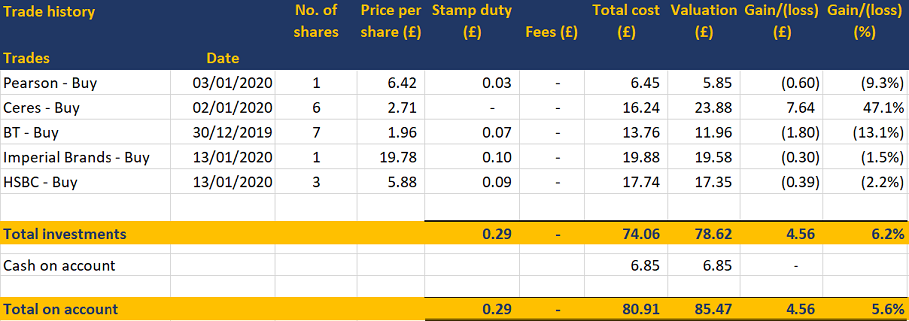 Trade history No. of Price per Stamp duty Total cost Valuation Gain/(loss) Gain/(loss)
shares share (£) (£) Fees (£) (£) (£) (£) (%)
Trades Date
Pearson - Buy 03/01/2020 1 6.42 0.03 - 6.45 5.85 (0.60) (9.3%)
Ceres - Buy 02/01/2020 6 2.71 - - 16.24 23.88 7.64 47.1%
BT - Buy 30/12/2019 7 1.96 0.07 - 13.76 11.96 (1.80) (13.1%)
Imperial Brands - Buy 13/01/2020 1 19.78 0.10 - 19.88 19.58 (0.30) (1.5%)
HSBC - Buy 13/01/2020 3 5.88 0.09 - 17.74 17.35 (0.39) (2.2%)
Total investments 0.29 - 74.06 78.62 4.56 6.2%
Cash on account 6.85 6.85 -
Total on account 0.29 - 80.91 85.47 4.56 5.6%